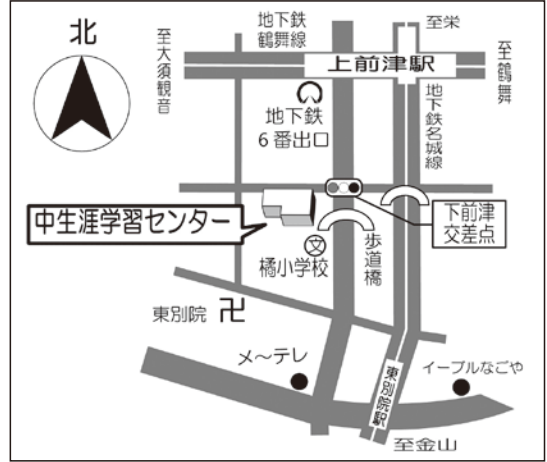 北
至大須観音
地下鉄
鶴舞線
至栄
上前津駅
至鶴舞
地下鉄
6番出口
地下鉄名城線
中生涯学習センター
下前津
交差点
歩道橋
文
橘小学校
東別院 卍
メ〜テレ
イーブルなごや
東別院駅
至金山